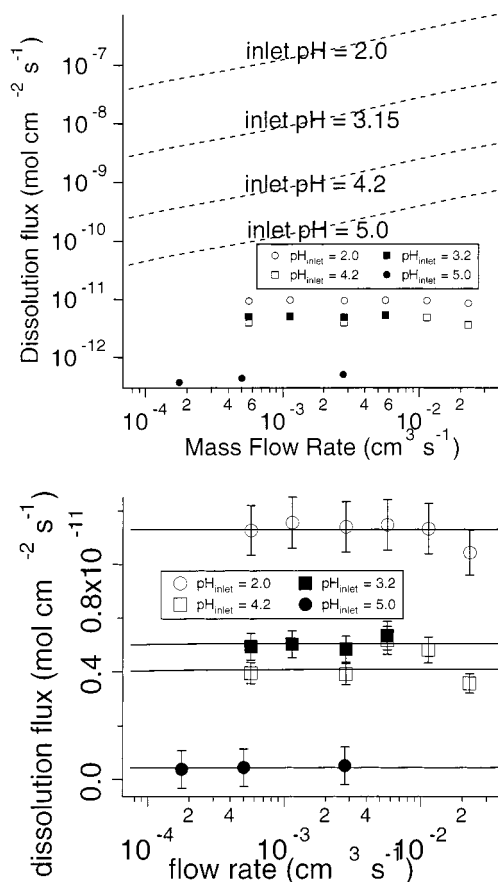 Dissolution flux (mol cm⁻² s⁻¹)
10⁻⁷
10⁻⁸
10⁻⁹
10⁻¹⁰
10⁻¹¹
10⁻¹²
inlet pH = 2.0
inlet pH = 3.15
inlet pH = 4.2
inlet pH = 5.0
○ pH_inlet = 2.0 ■ pH_inlet = 3.2
□ pH_inlet = 4.2 ● pH_inlet = 5.0
10⁻⁴ 2 4 6 10⁻³ 2 4 6 10⁻² 2
Mass Flow Rate (cm³ s⁻¹)
dissolution flux (mol cm⁻² s⁻¹)
0.8x10⁻¹¹
0.4
0.0
○ pH_inlet = 2.0 ■ pH_inlet = 3.2
□ pH_inlet = 4.2 ● pH_inlet = 5.0
10⁻⁴ 2 4 6 10⁻³ 2 4 6 10⁻² 2
flow rate (cm³ s⁻¹)